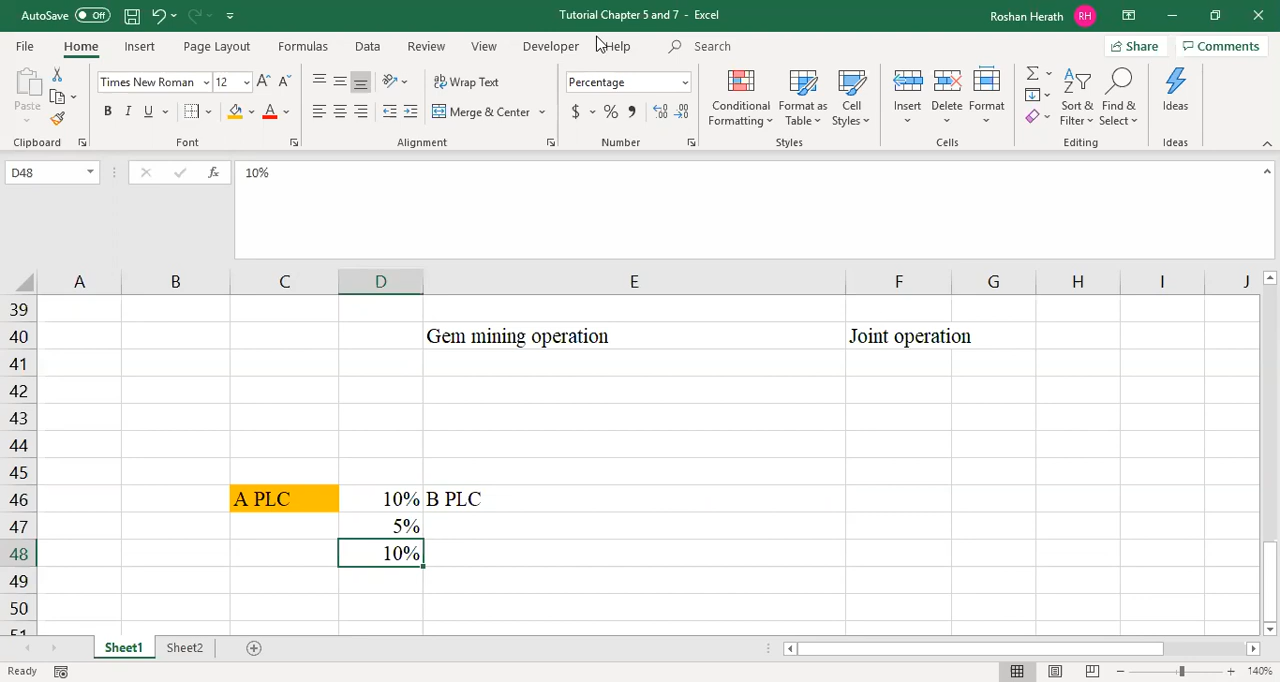 AutoSave Off Tutorial Chapter 5 and 7 - Excel Roshan Herath RH
File Home Insert Page Layout Formulas Data Review View Developer Help Search Share Comments
Paste Times New Roman 12 A A Wrap Text Percentage Conditional Formatting Format as Table Cell Styles Insert Delete Format Sort & Filter Find & Select Ideas
B I U A Merge & Center $ % ,
Clipboard Font Alignment Number Styles Cells Editing Ideas
D48 fx 10%
A B C D E F G H I J
39
40 Gem mining operation Joint operation
41
42
43
44
45
46 A PLC 10% B PLC
47 5%
48 10%
49
50
51
Sheet1 Sheet2
Ready 140%